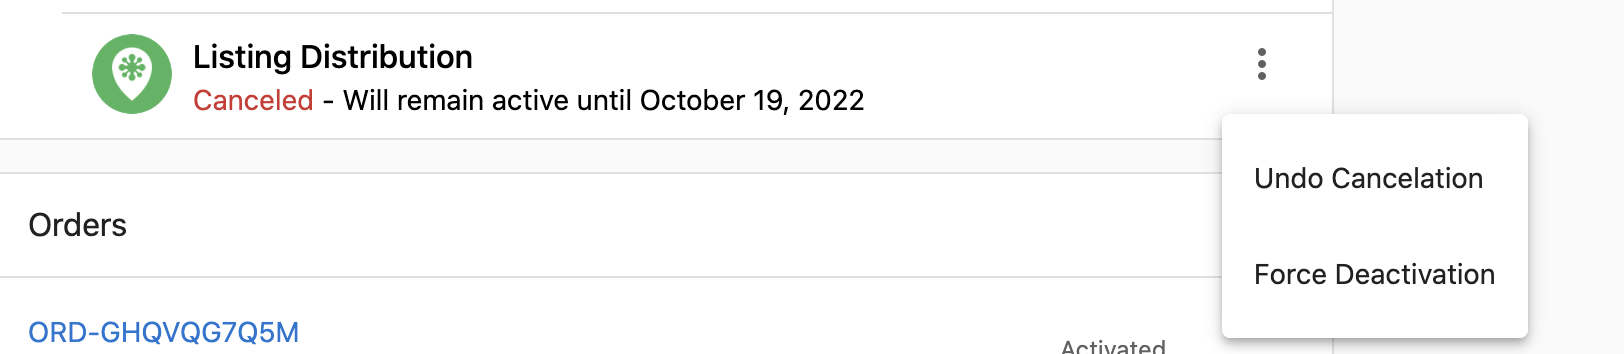 Listing Distribution
Canceled - Will remain active until October 19, 2022
Undo Cancelation
Force Deactivation
Orders
ORD-GHQVQG7Q5M
Activated